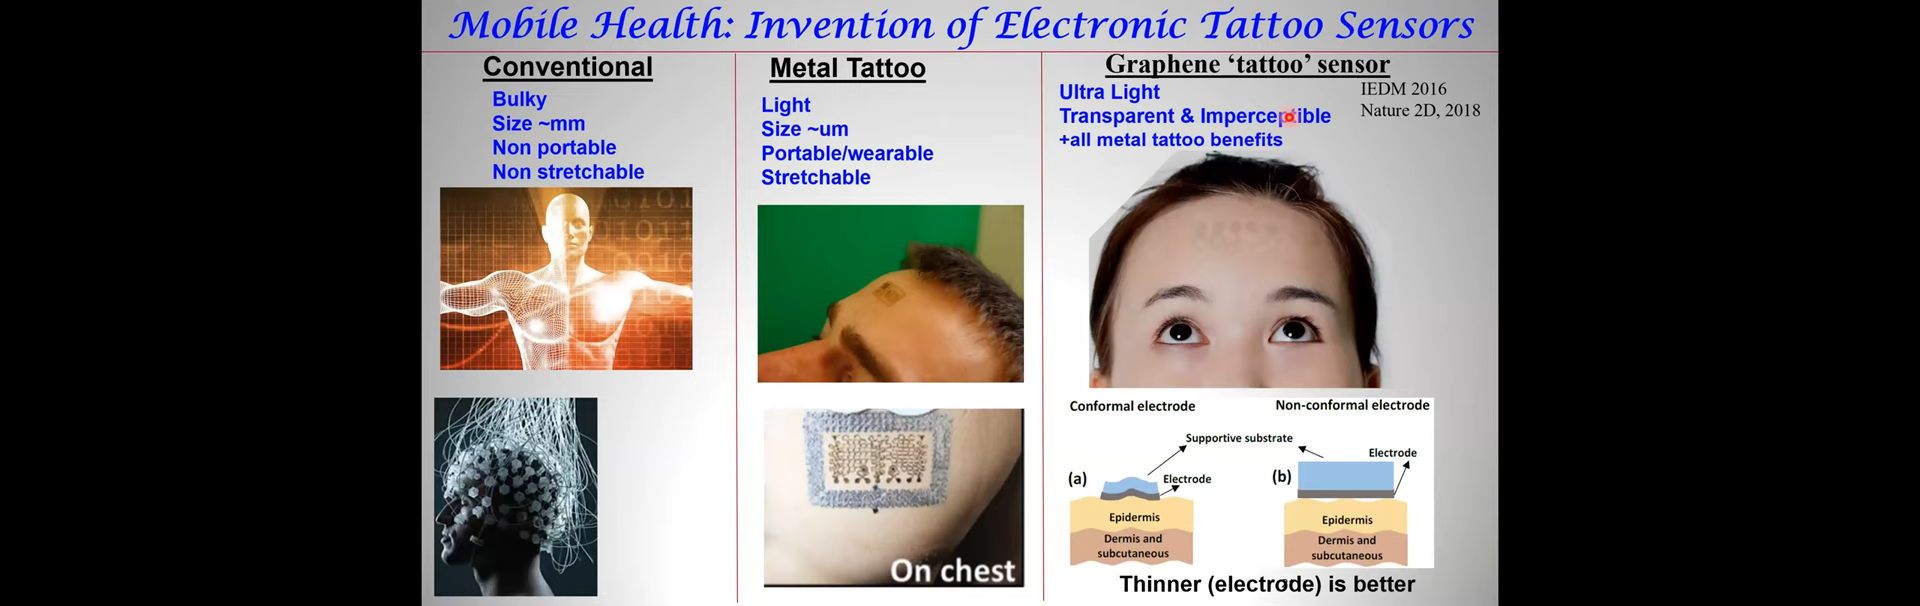 Mobile Health: Invention of Electronic Tattoo Sensors
Conventional
Bulky
Size ~mm
Non portable
Non stretchable
Metal Tattoo
Light
Size ~um
Portable/wearable
Stretchable
On chest
Graphene ‘tattoo’ sensor
IEDM 2016
Nature 2D, 2018
Ultra Light
Transparent & Imperceptible
+all metal tattoo benefits
Conformal electrode
Non-conformal electrode
Supportive substrate
Electrode
(a)
Electrode
(b)
Epidermis
Dermis and
subcutaneous
Epidermis
Dermis and
subcutaneous
Thinner (electrode) is better